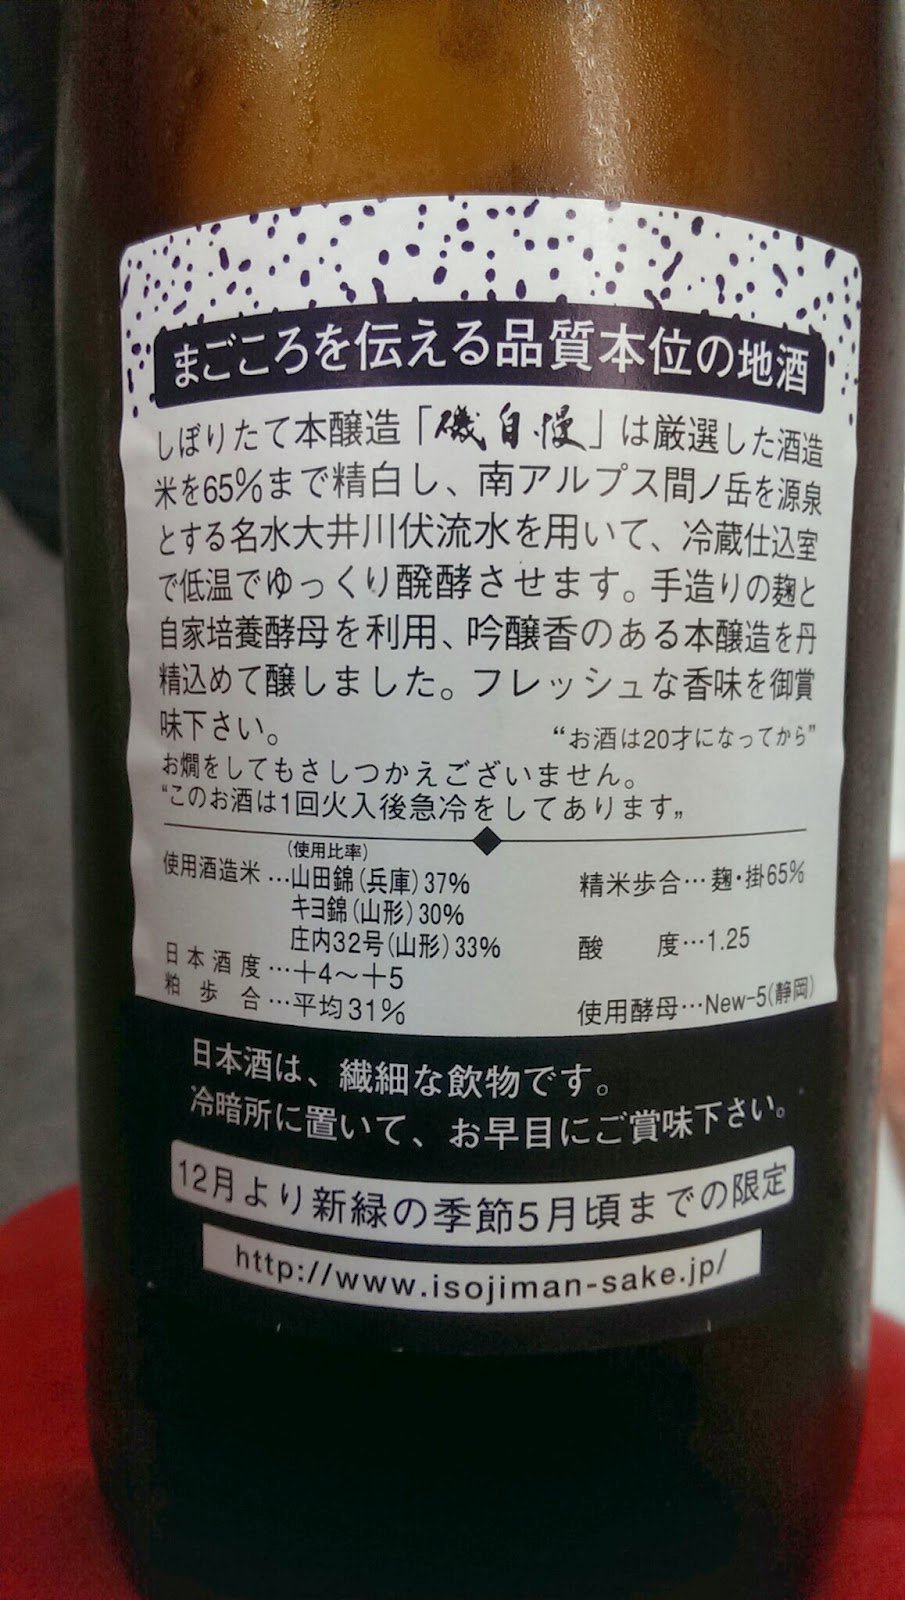 まごころを伝える品質本位の地酒
しぼりたて本醸造「磯自慢」は厳選した酒造
米を65%まで精白し、南アルプス間ノ岳を源泉
とする名水大井川伏流水を用いて、冷蔵仕込室
で低温でゆっくり醗酵させます。手造りの麹と
自家培養酵母を利用、吟醸香のある本醸造を丹
精込めて醸しました。フレッシュな香味を御賞
味下さい。 “お酒は20才になってから”
お燗をしてもさしつかえございません。
“このお酒は1回火入後急冷をしてあります„
(使用比率)
使用酒造米…山田錦(兵庫)37% 精米歩合…麹・掛65%
キヨ錦(山形)30%
庄内32号(山形)33% 酸度…1.25
日本酒度…+4〜+5
粕歩合…平均31% 使用酵母…New-5(静岡)
日本酒は、繊細な飲物です。
冷暗所に置いて、お早目にご賞味下さい。
12月より新緑の季節5月頃までの限定
http://www.isojiman-sake.jp/